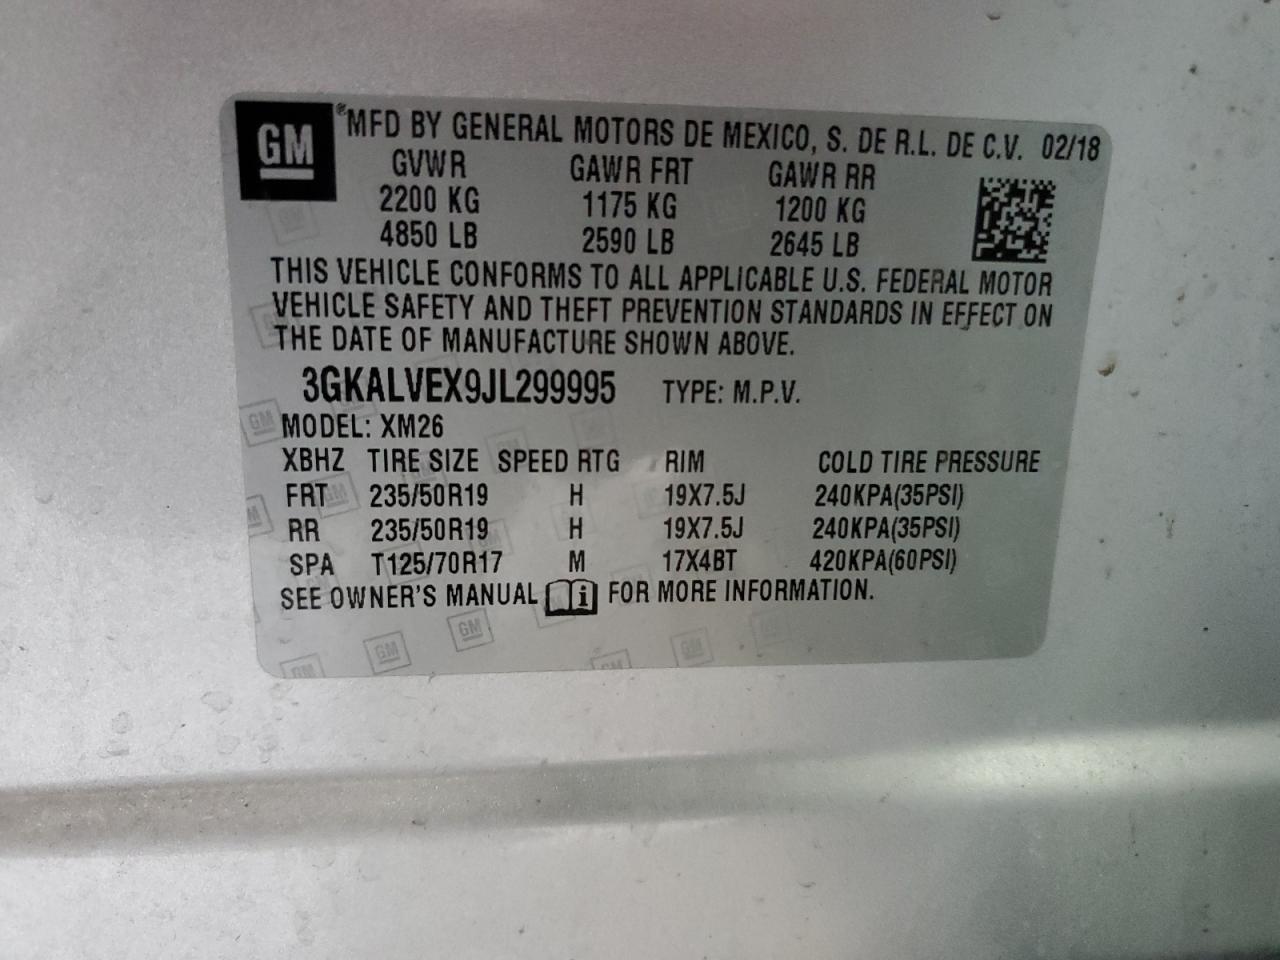 GM ® MFD BY GENERAL MOTORS DE MEXICO, S. DE R.L. DE C.V. 02/18
GVWR GAWR FRT GAWR RR
2200 KG 1175 KG 1200 KG
4850 LB 2590 LB 2645 LB
THIS VEHICLE CONFORMS TO ALL APPLICABLE U.S. FEDERAL MOTOR
VEHICLE SAFETY AND THEFT PREVENTION STANDARDS IN EFFECT ON
THE DATE OF MANUFACTURE SHOWN ABOVE.
3GKALVEX9JL299995 TYPE: M.P.V.
MODEL: XM26
XBHZ TIRE SIZE SPEED RTG RIM COLD TIRE PRESSURE
FRT 235/50R19 H 19X7.5J 240KPA(35PSI)
RR 235/50R19 H 19X7.5J 240KPA(35PSI)
SPA T125/70R17 M 17X4BT 420KPA(60PSI)
SEE OWNER'S MANUAL i FOR MORE INFORMATION.